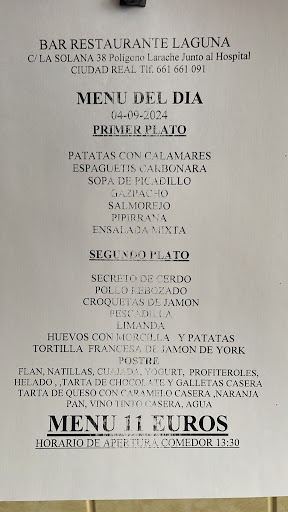 BAR RESTAURANTE LAGUNA
C/ LA SOLANA 38 Poligono Larache Junto al Hospital
CIUDAD REAL Tlf. 661 661 091
MENU DEL DIA
04-09-2024
PRIMER PLATO
PATATAS CON CALAMARES
ESPAGUETIS CARBONARA
SOPA DE PICADILLO
GAZPACHO
SALMOREJO
PIPIRRANA
ENSALADA MIXTA
SEGUNDO PLATO
SECRETO DE CERDO
POLLO REBOZADO
CROQUETAS DE JAMON
PESCADILLA
LIMANDA
HUEVOS CON MORCILLA Y PATATAS
TORTILLA FRANCESA DE JAMON DE YORK
POSTRE
FLAN, NATILLAS, CUAJADA, YOGURT, PROFITEROLES,
HELADO , ,TARTA DE CHOCOLATE Y GALLETAS CASERA
TARTA DE QUESO CON CARAMELO CASERA ,NARANJA
PAN, VINO TINTO CASERA, AGUA
MENU 11 EUROS
HORARIO DE APERTURA COMEDOR 13:30